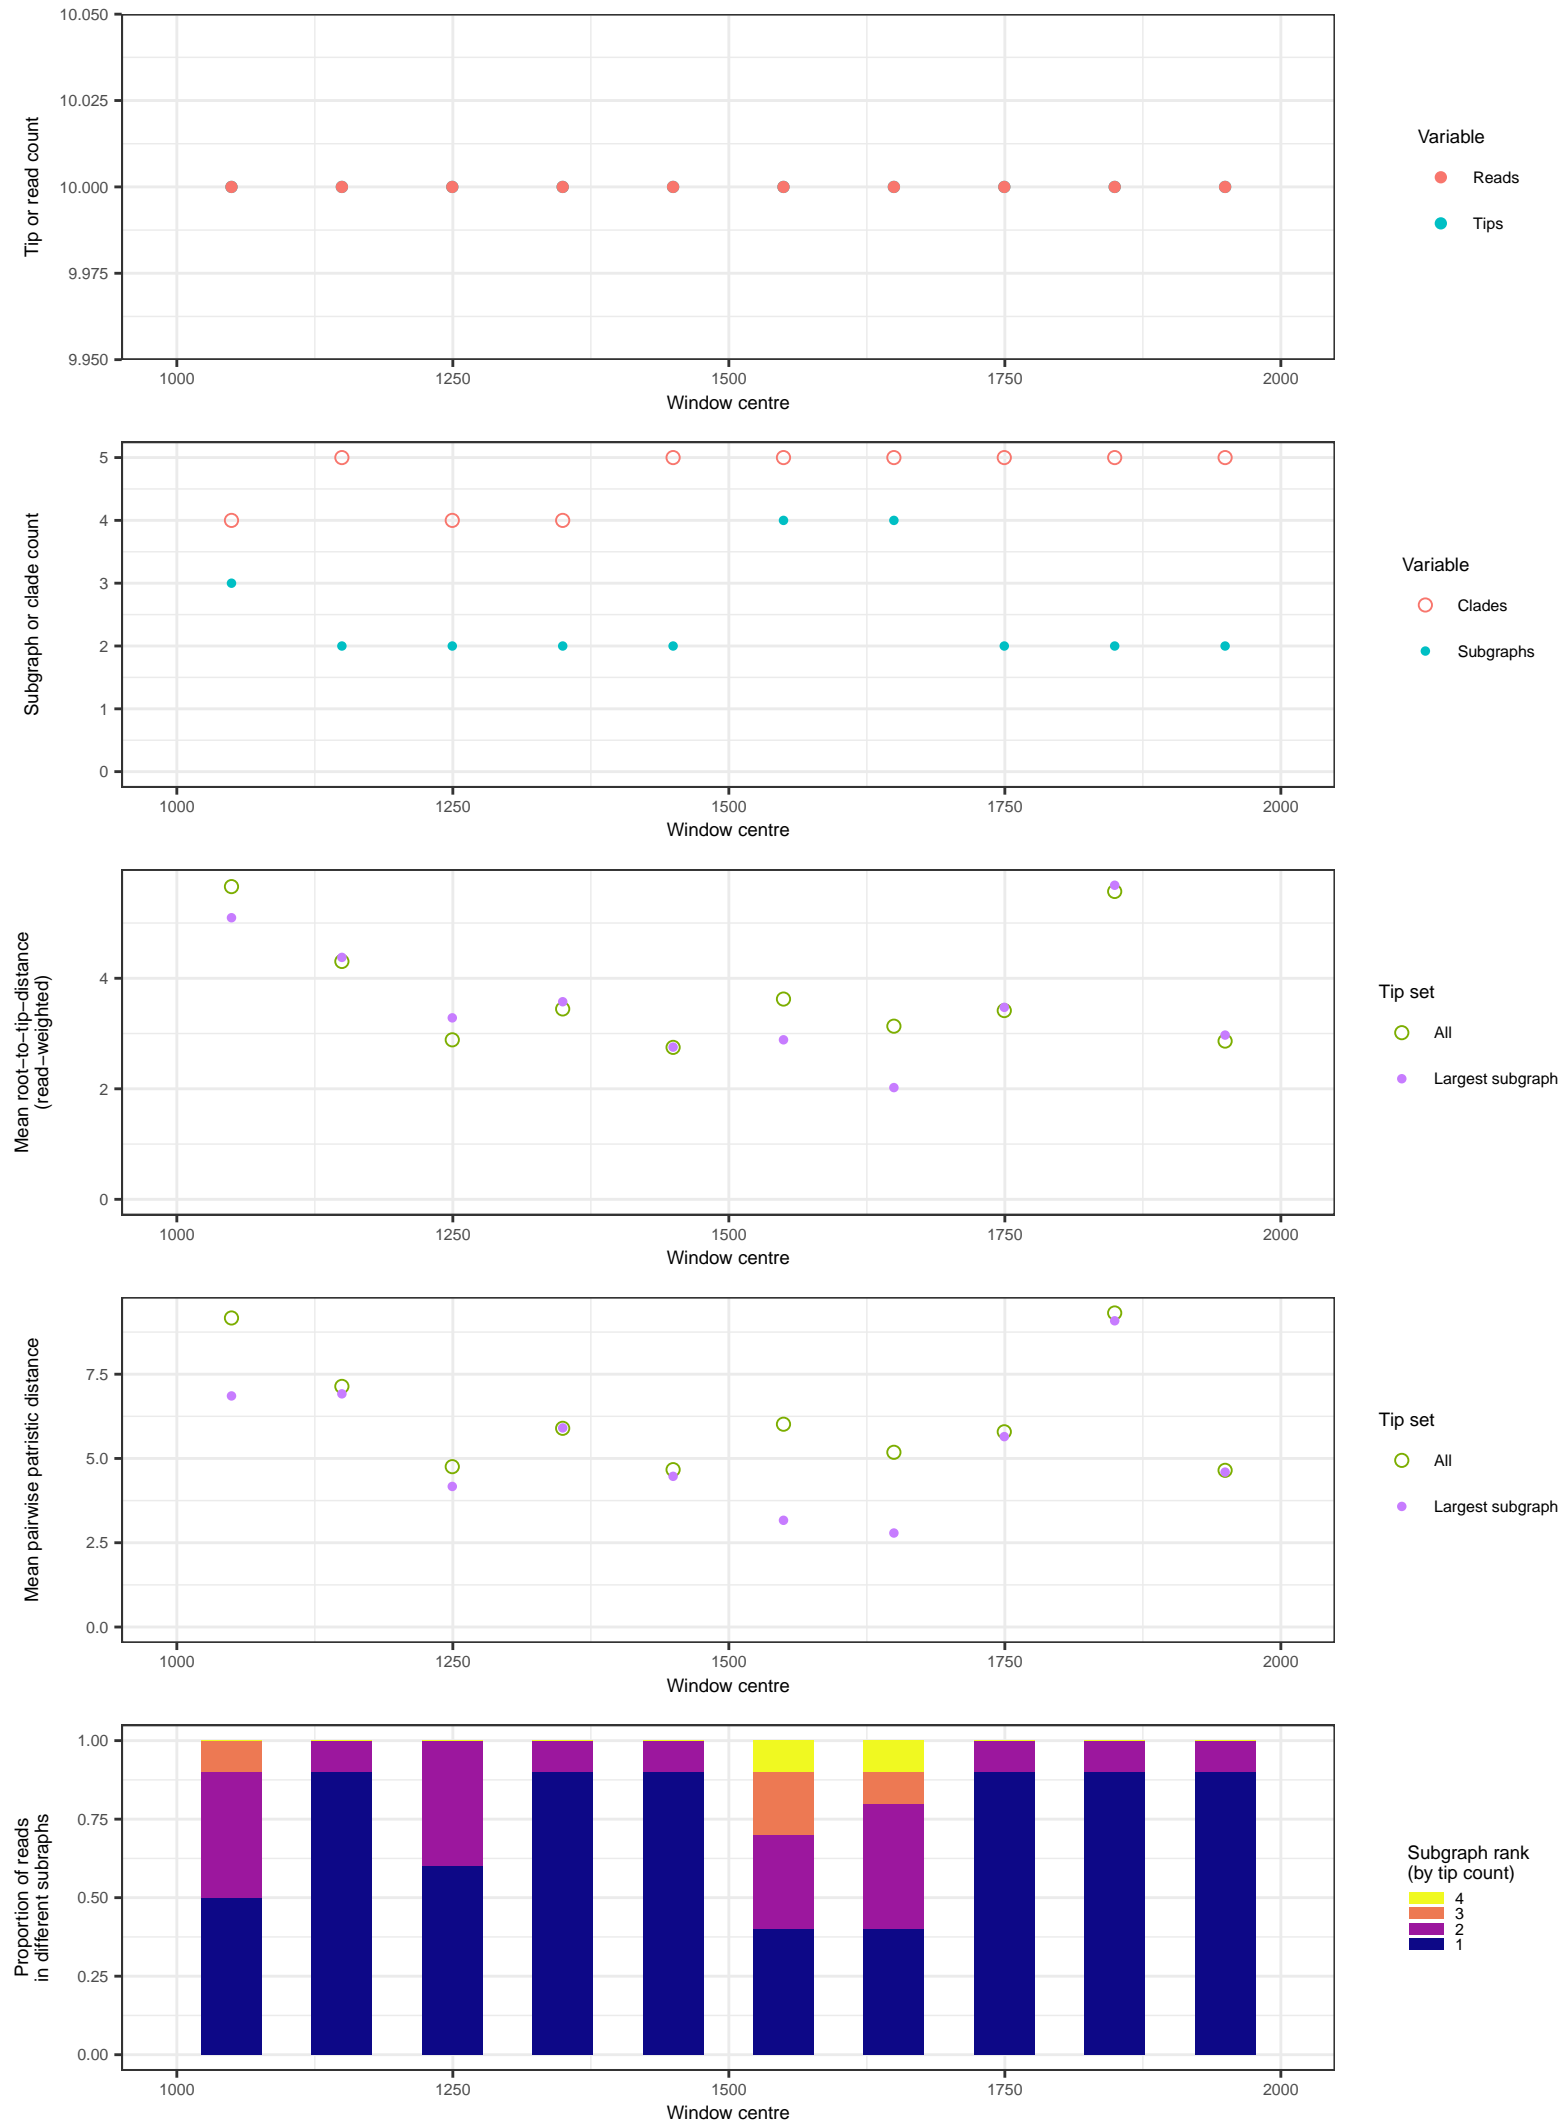 Tip or read count
10.050
10.025
10.000
9.975
9.950
1000 1250 1500 1750 2000
Window centre
Variable
Reads
Tips
Subgraph or clade count
5
4
3
2
1
0
1000 1250 1500 1750 2000
Window centre
Variable
Clades
Subgraphs
Mean root−to−tip−distance
(read−weighted)
4
2
0
1000 1250 1500 1750 2000
Window centre
Tip set
All
Largest subgraph
Mean pairwise patristic distance
7.5
5.0
2.5
0.0
1000 1250 1500 1750 2000
Window centre
Tip set
All
Largest subgraph
Proportion of reads
in different subraphs
1.00
0.75
0.50
0.25
0.00
1000 1250 1500 1750 2000
Window centre
Subgraph rank
(by tip count)
4
3
2
1